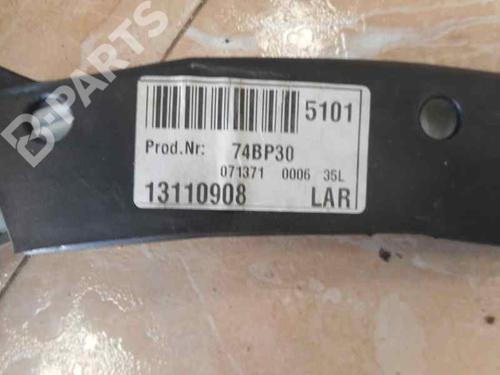 B-PARTS
5101
Prod.Nr: 74BP30
071371 0006 35L
13110908 LAR